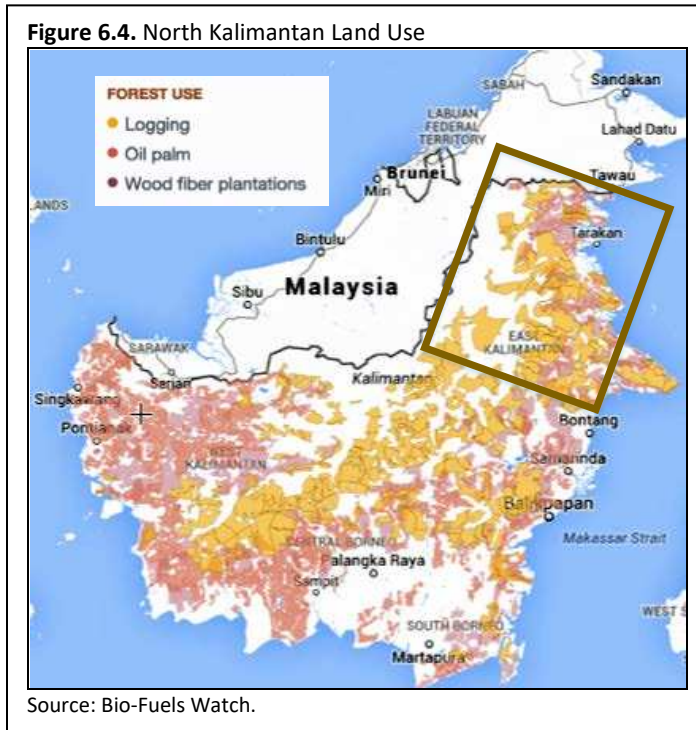 Figure 6.4. North Kalimantan Land Use
FOREST USE
Logging
Oil palm
Wood fiber plantations
SABAH
Sandakan
LABUAN
FEDERAL
TERRITORY
Lahad Datu
Brunei
Tawau
Miri
ANDS
Tarakan
Bintulu
Malaysia
Sibu
EAST
KALIMANTAN
SARAWAK
Kalimantan
Serian
Singkawang
Bontang
Pontianak
WEST
KALIMANTAN
Samarinda
Balikpapan
CENTRAL BORNEO
Makassar Strait
Palangka Raya
Sampit
WEST S
SOUTH BORNEO
Martapura
Source: Bio-Fuels Watch.